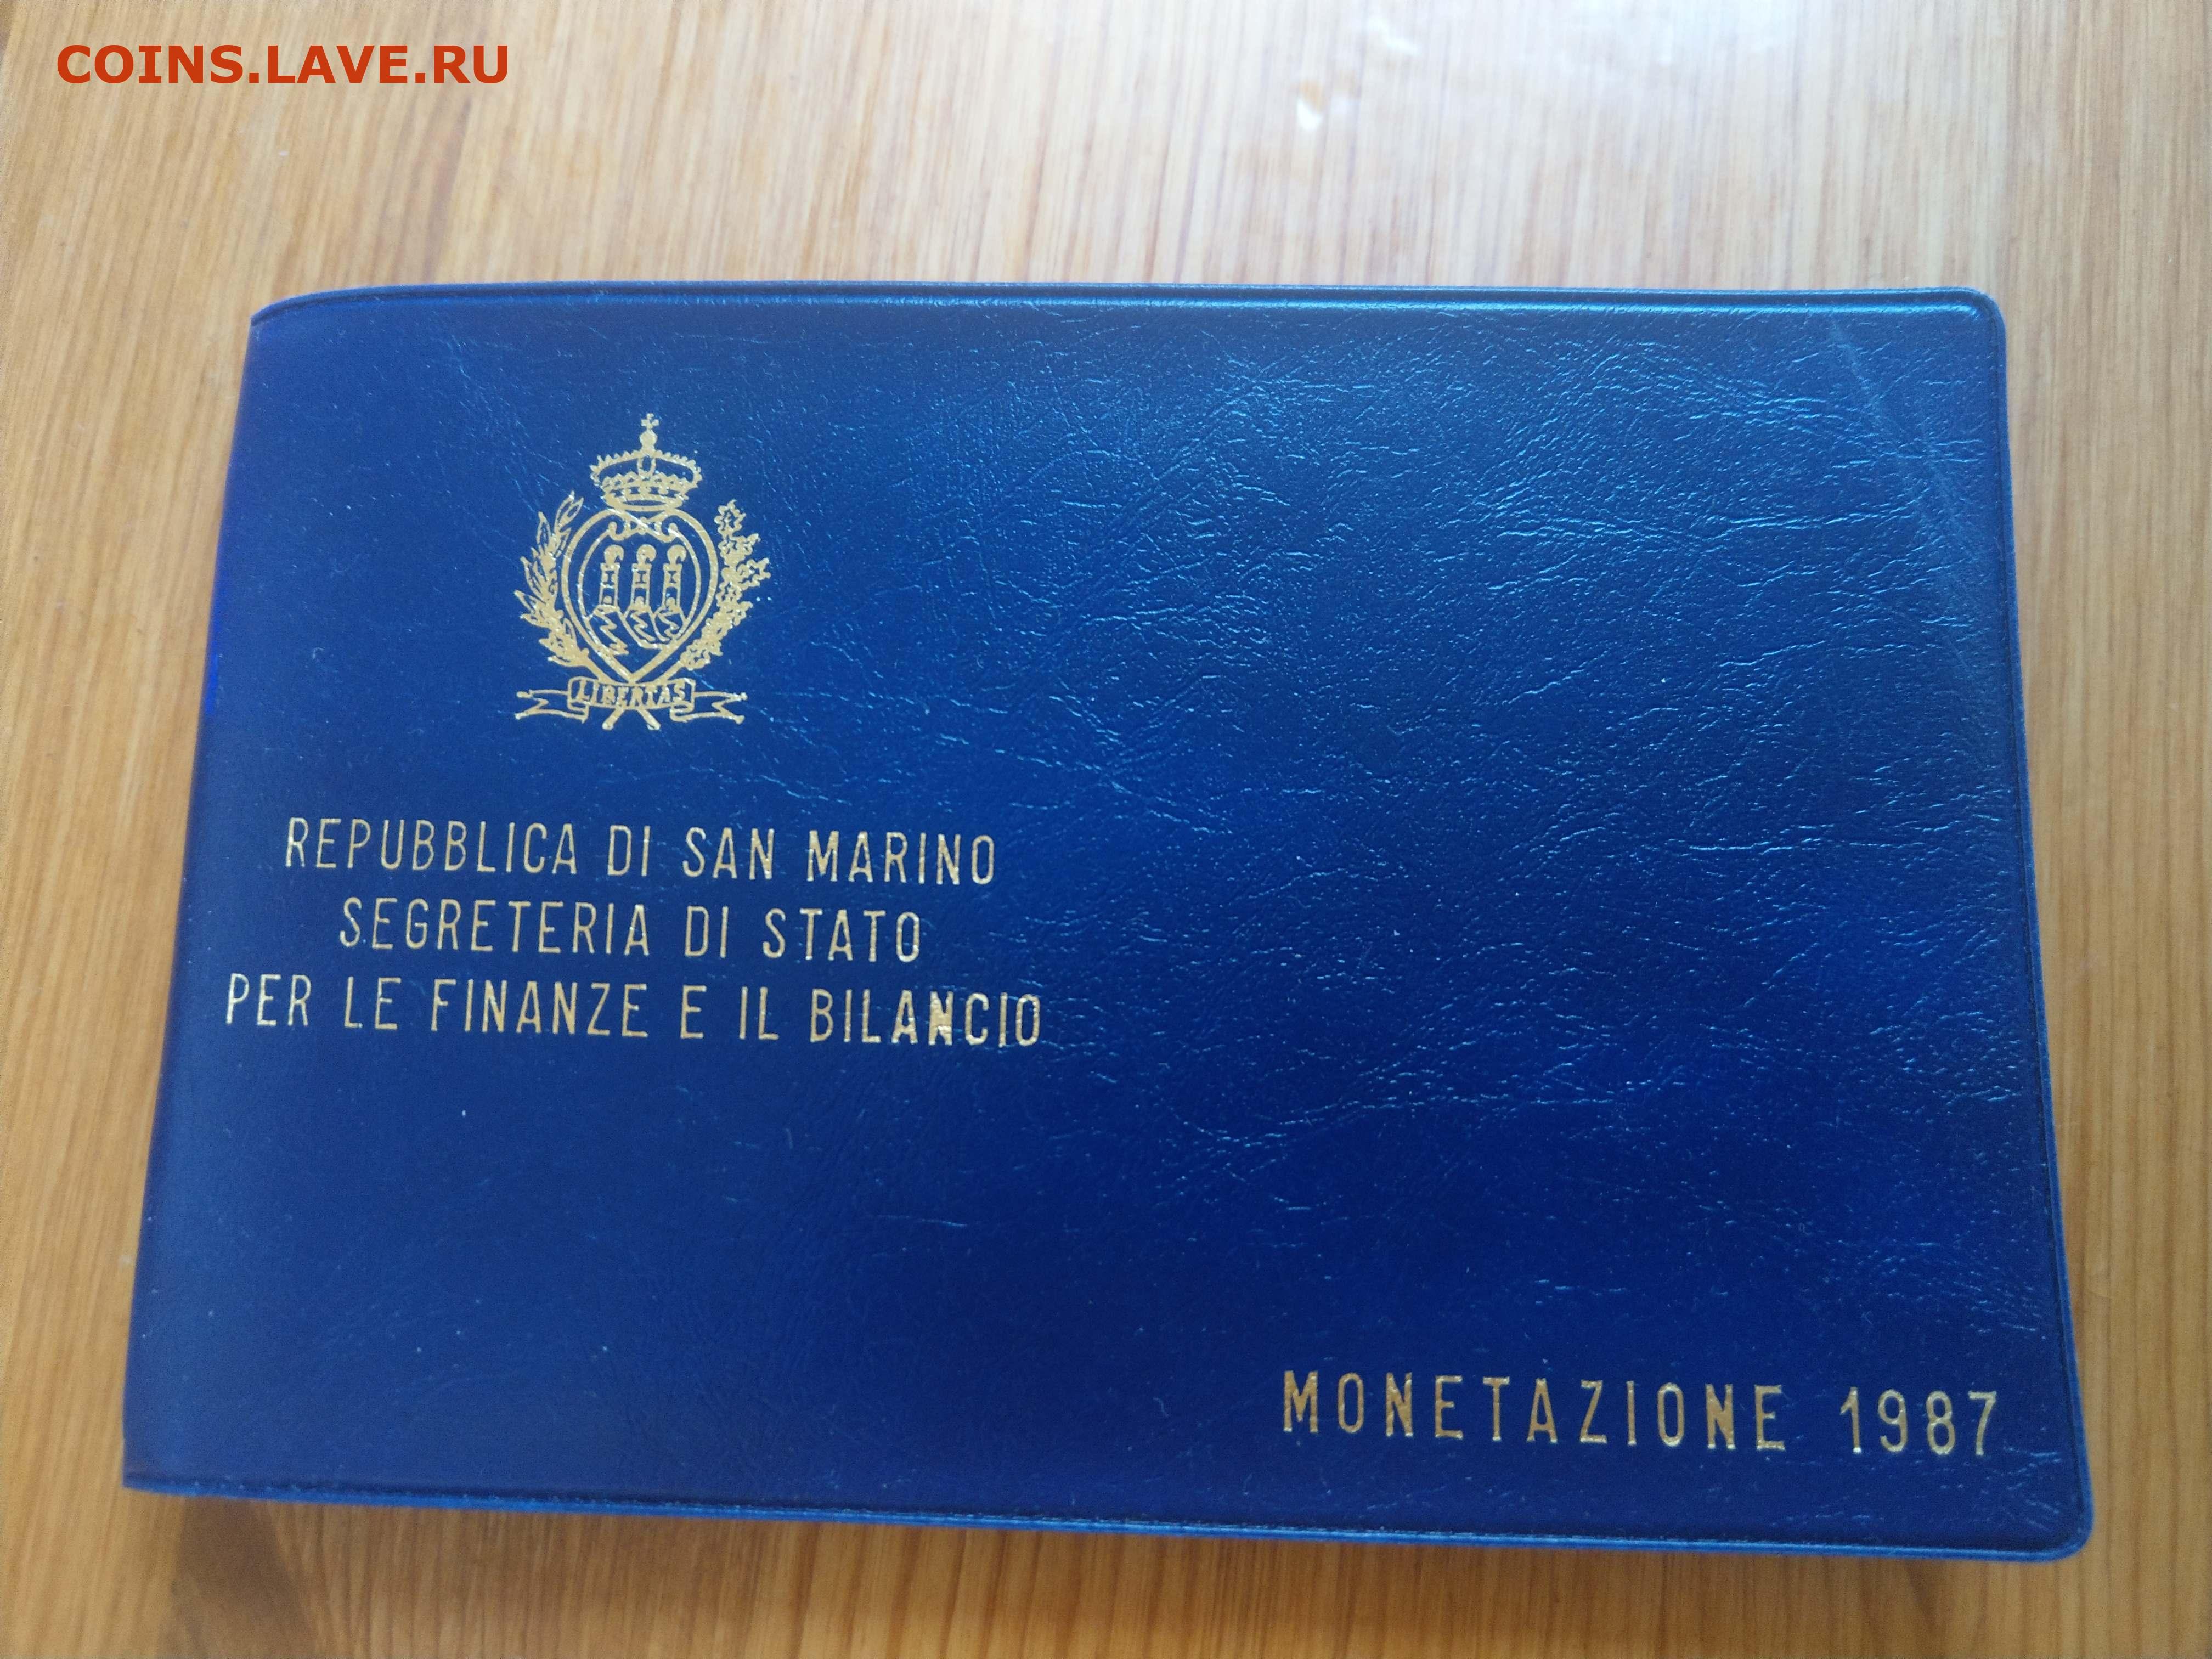 COINS.LAVE.RU
LIBERTAS
REPUBBLICA DI SAN MARINO
SEGRETERIA DI STATO
PER LE FINANZE E IL BILANCIO
MONETAZIONE 1987